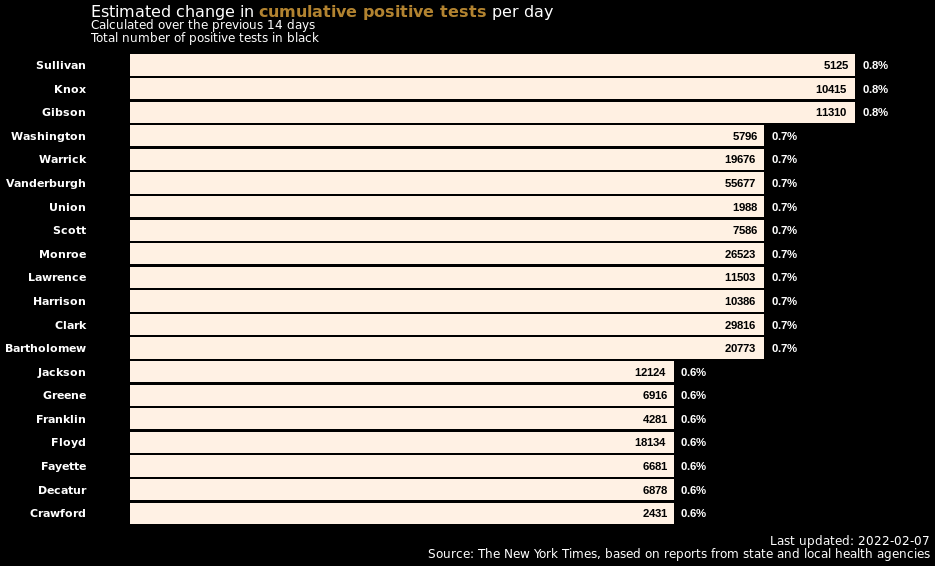 Estimated change in cumulative positive tests per day
Calculated over the previous 14 days
Total number of positive tests in black
Sullivan 5125 0.8%
Knox 10415 0.8%
Gibson 11310 0.8%
Washington 5796 0.7%
Warrick 19676 0.7%
Vanderburgh 55677 0.7%
Union 1988 0.7%
Scott 7586 0.7%
Monroe 26523 0.7%
Lawrence 11503 0.7%
Harrison 10386 0.7%
Clark 29816 0.7%
Bartholomew 20773 0.7%
Jackson 12124 0.6%
Greene 6916 0.6%
Franklin 4281 0.6%
Floyd 18134 0.6%
Fayette 6681 0.6%
Decatur 6878 0.6%
Crawford 2431 0.6%
Last updated: 2022-02-07
Source: The New York Times, based on reports from state and local health agencies